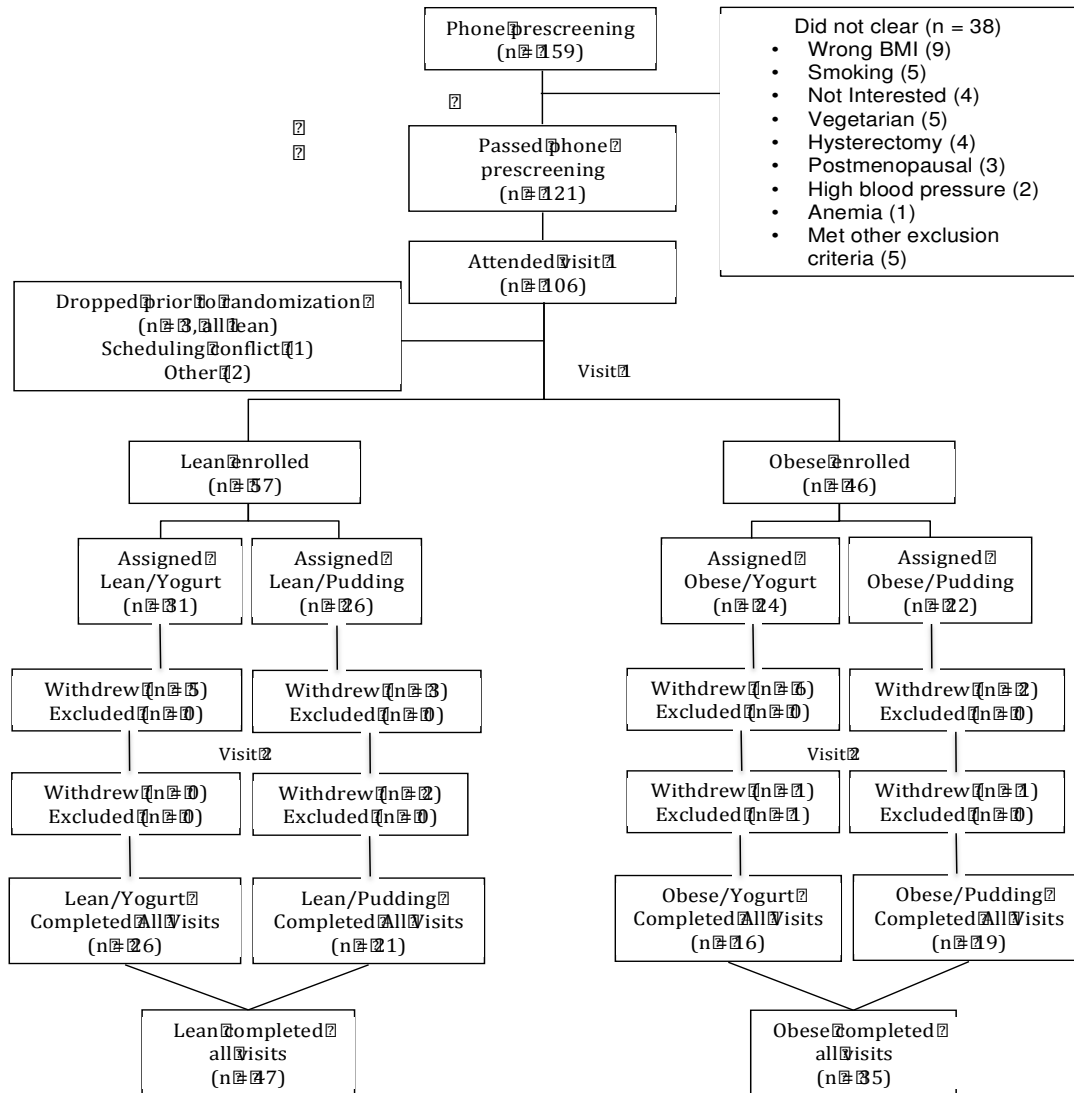 Phone prescreening
(n = 159)
Did not clear (n = 38)
• Wrong BMI (9)
• Smoking (5)
• Not Interested (4)
• Vegetarian (5)
• Hysterectomy (4)
• Postmenopausal (3)
• High blood pressure (2)
• Anemia (1)
• Met other exclusion
criteria (5)
Passed phone
prescreening
(n = 121)
Attended visit 1
(n = 106)
Dropped prior to randomization
(n = 3, all lean)
Scheduling conflict (1)
Other (2)
Visit 1
Lean enrolled
(n = 57)
Obese enrolled
(n = 46)
Assigned
Lean/Yogurt
(n = 31)
Assigned
Lean/Pudding
(n = 26)
Assigned
Obese/Yogurt
(n = 24)
Assigned
Obese/Pudding
(n = 22)
Withdrew (n = 5)
Excluded (n = 0)
Withdrew (n = 3)
Excluded (n = 0)
Withdrew (n = 6)
Excluded (n = 0)
Withdrew (n = 2)
Excluded (n = 0)
Visit 2
Visit 2
Withdrew (n = 0)
Excluded (n = 0)
Withdrew (n = 2)
Excluded (n = 0)
Withdrew (n = 1)
Excluded (n = 1)
Withdrew (n = 1)
Excluded (n = 0)
Lean/Yogurt
Completed All Visits
(n = 26)
Lean/Pudding
Completed All Visits
(n = 21)
Obese/Yogurt
Completed All Visits
(n = 16)
Obese/Pudding
Completed All Visits
(n = 19)
Lean completed
all visits
(n = 47)
Obese completed
all visits
(n = 35)